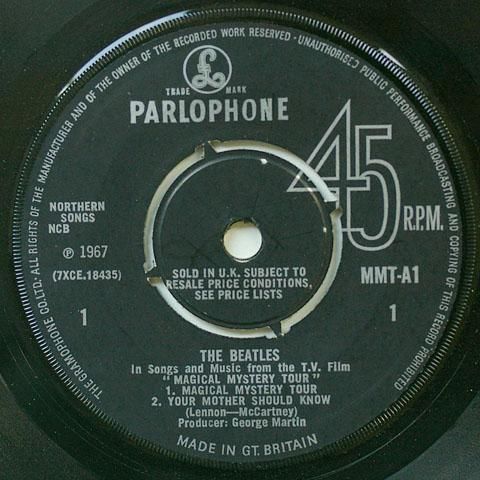 THE GRAMOPHONE CO.LTD. ALL RIGHTS OF THE MANUFACTURER AND OF THE OWNER OF THE RECORDED WORK RESERVED · UNAUTHORISED PUBLIC PERFORMANCE BROADCASTING AND COPYING OF THIS RECORD PROHIBITED
£
TRADE MARK
PARLOPHONE
45
R.P.M.
NORTHERN
SONGS
NCB
℗ 1967
(7XCE.18435)
1
SOLD IN U.K. SUBJECT TO
RESALE PRICE CONDITIONS,
SEE PRICE LISTS
MMT-A1
1
THE BEATLES
In Songs and Music from the T.V. Film
"MAGICAL MYSTERY TOUR"
1. MAGICAL MYSTERY TOUR
2. YOUR MOTHER SHOULD KNOW
(Lennon—McCartney)
Producer: George Martin
MADE IN GT. BRITAIN